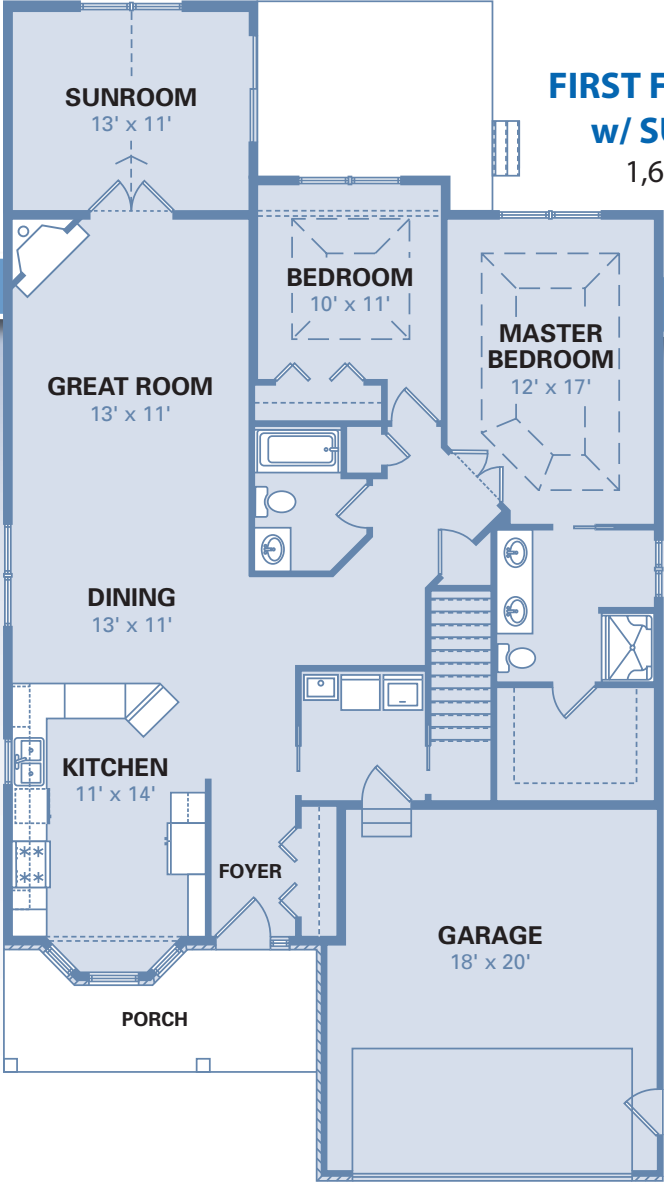 FIRST F
w/ SU
1,6
SUNROOM
13' x 11'
BEDROOM
10' x 11'
MASTER
BEDROOM
12' x 17'
GREAT ROOM
13' x 11'
DINING
13' x 11'
KITCHEN
11' x 14'
FOYER
GARAGE
18' x 20'
PORCH